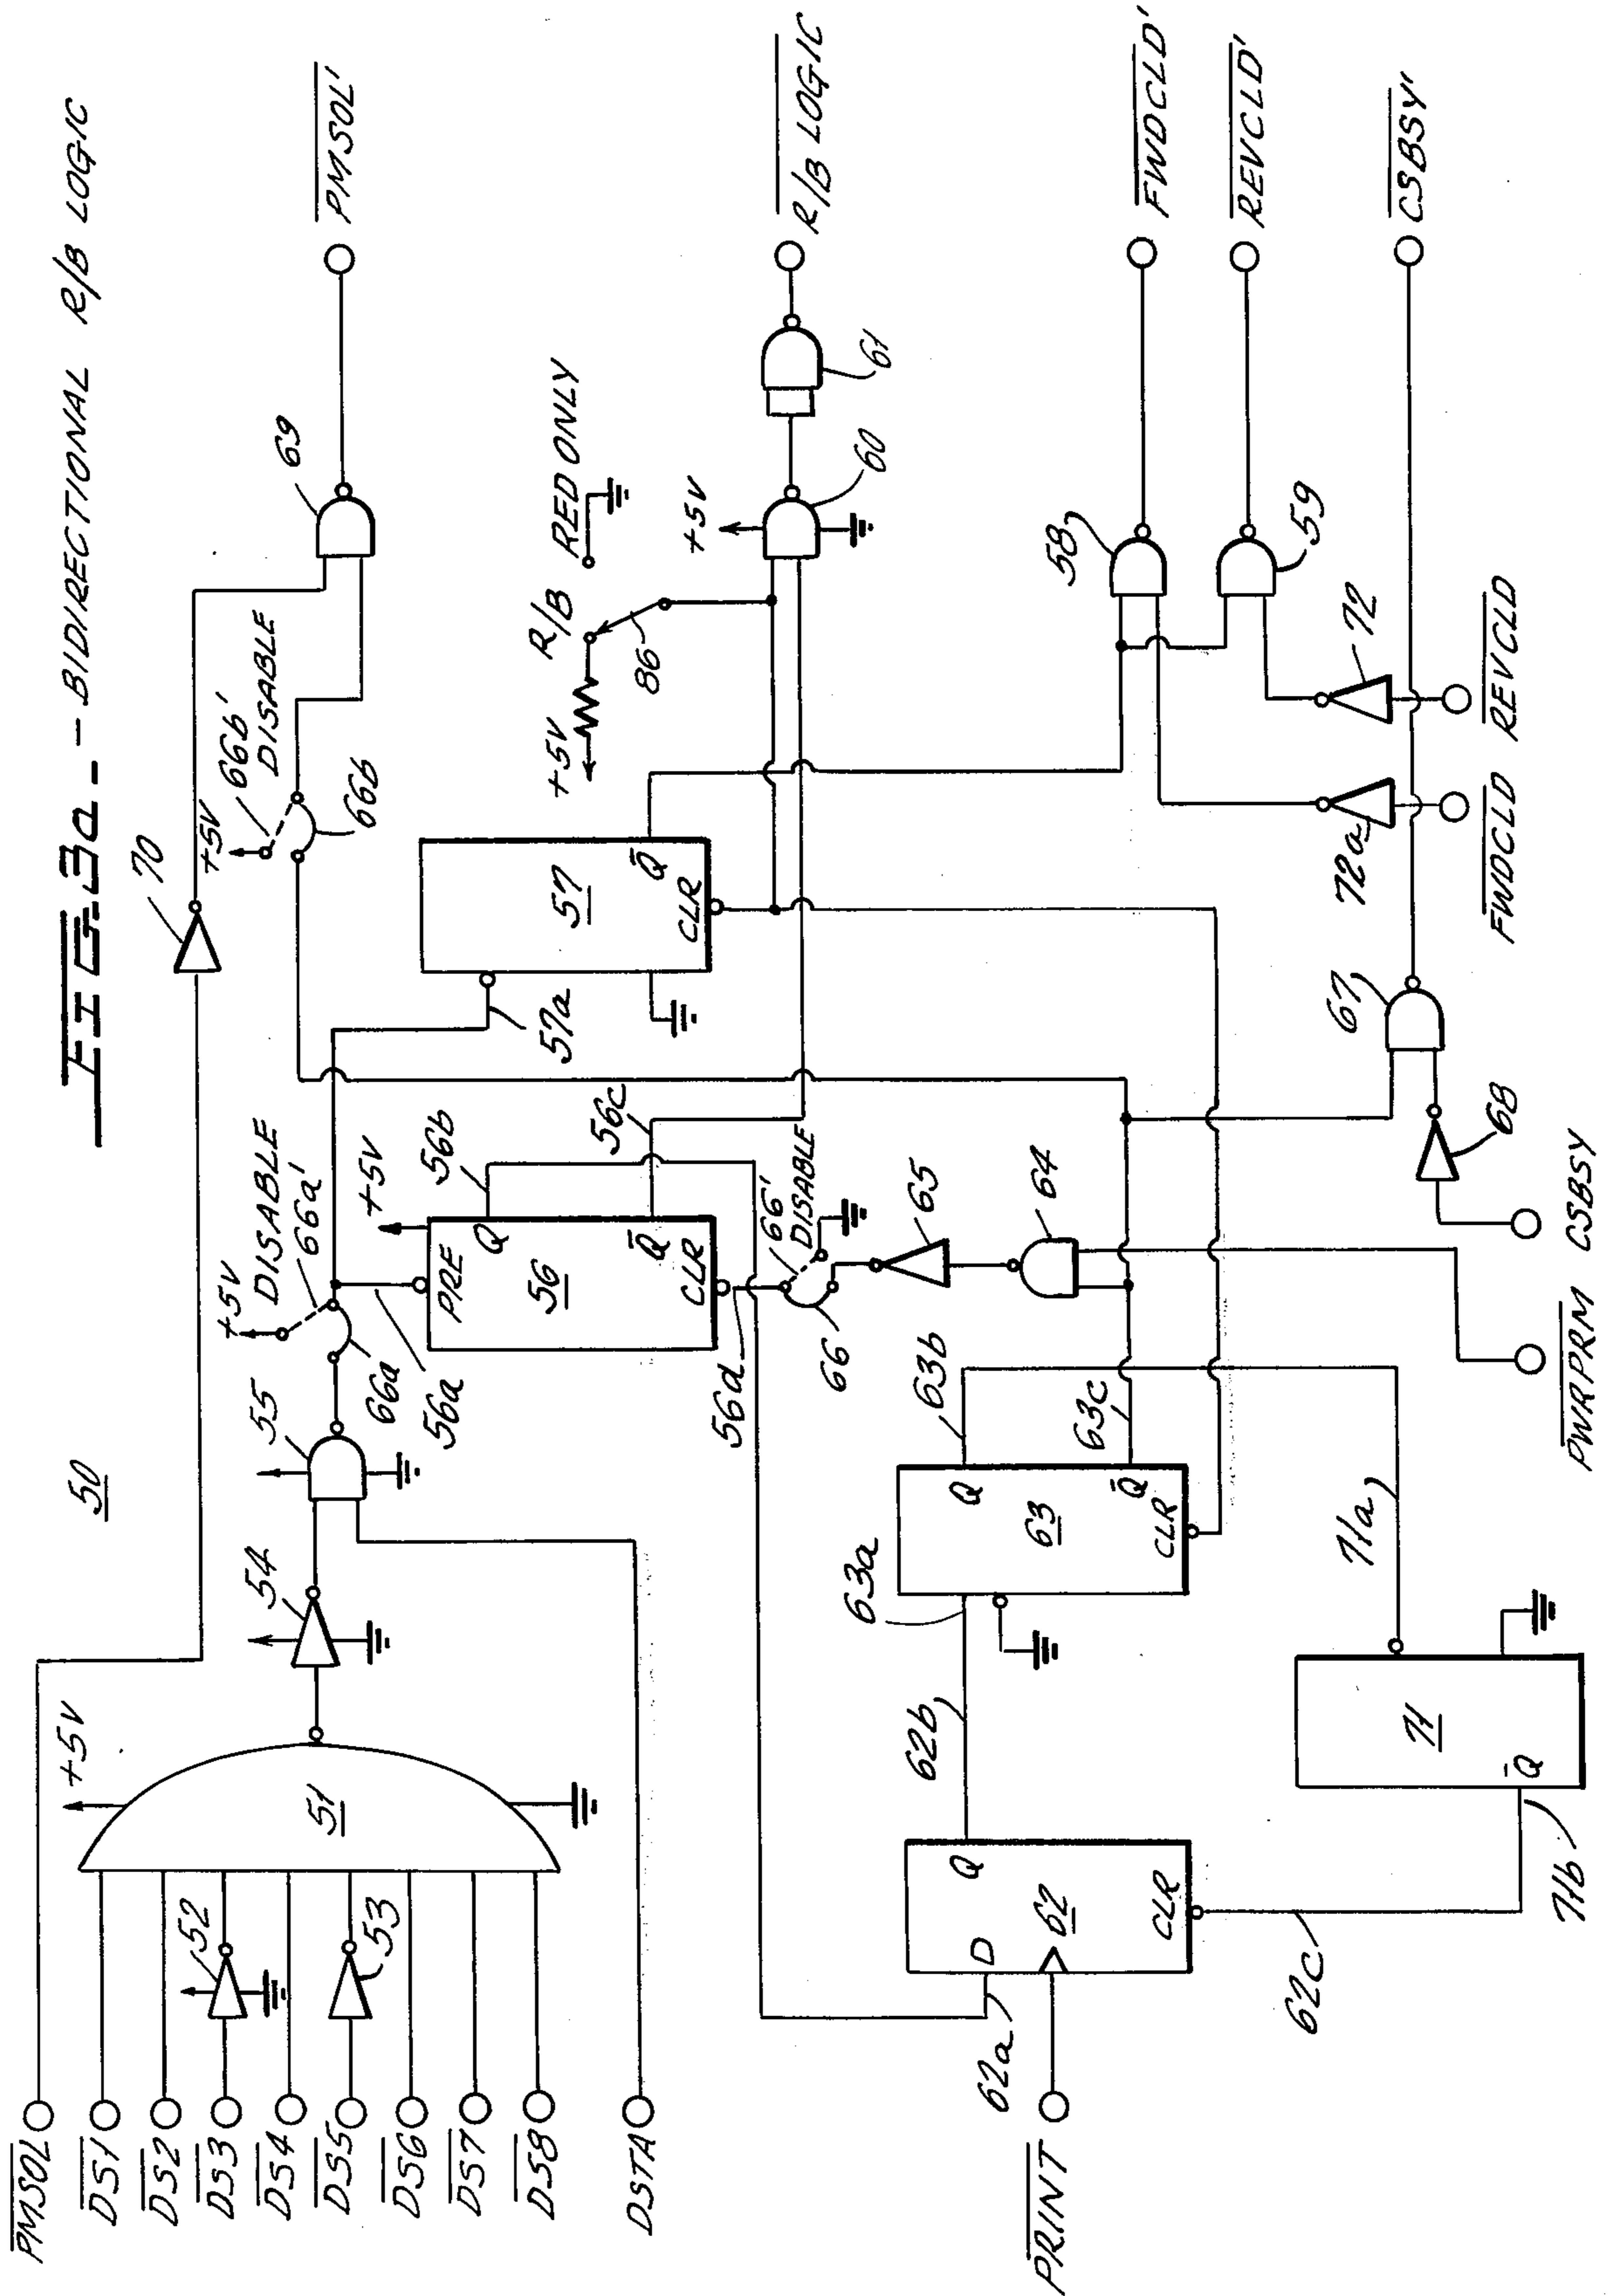 FIG. 3a. - BIDIRECTIONAL R/B LOGIC
50
PMSOL
DS1
DS2
DS3
DS4
DS5
DS6
DS7
DS8
DSTA
PRINT
+5V
51
52
53
54
55
66a
+5V
DISABLE
66a'
56a
PRE
56
Q
Q̅
CLR
+5V
56b
56c
56d
57a
57
Q̅
CLR
70
+5V
66b'
DISABLE
66b
69
PMSOL'
+5V
R/B
RED ONLY
86
+5V
60
61
R/B LOGIC
66'
DISABLE
66
65
64
62a
D
62
Q
CLR
62b
62c
63a
63
Q
Q̅
CLR
63b
63c
71a
71
Q̅
71b
PWRPRM
CSBSY
68
67
58
59
72a
72
FWDCLD
REVCLD
FWDCLD'
REVCLD'
CSBSY'